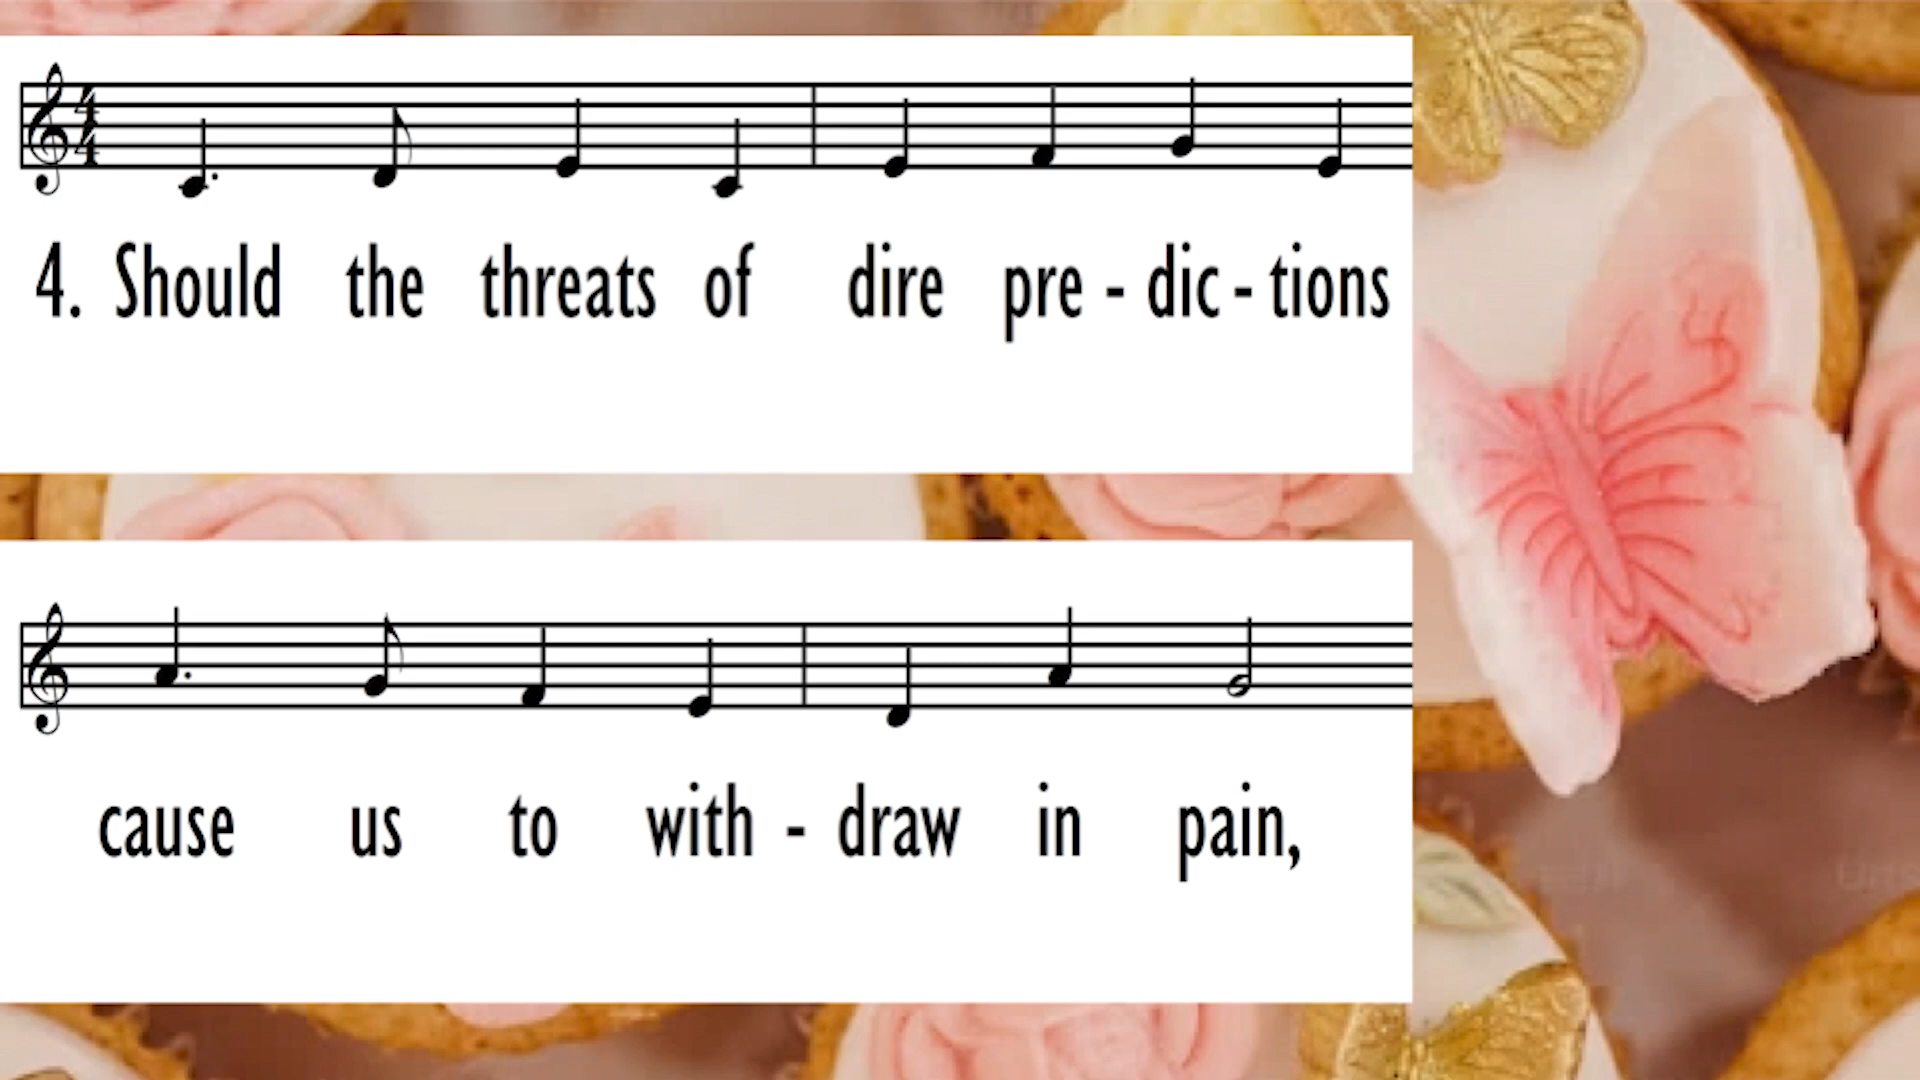 4. Should the threats of dire pre - dic - tions
cause us to with - draw in pain,